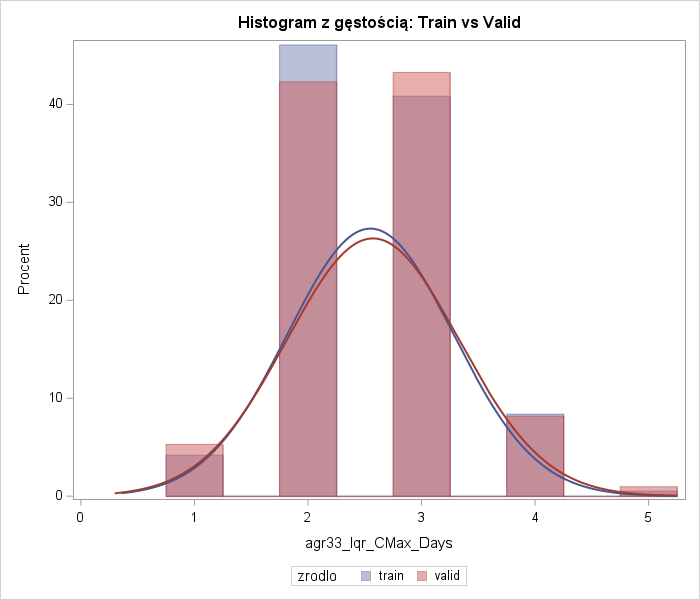 Histogram z gęstością: Train vs Valid
Procent
40
30
20
10
0
0 1 2 3 4 5
agr33_Iqr_CMax_Days
zrodlo train valid